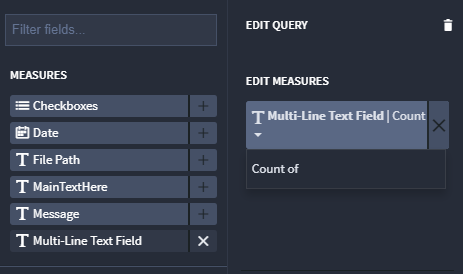 Filter fields...
MEASURES
Checkboxes
Date
File Path
MainTextHere
Message
Multi-Line Text Field
EDIT QUERY
EDIT MEASURES
Multi-Line Text Field | Count
Count of